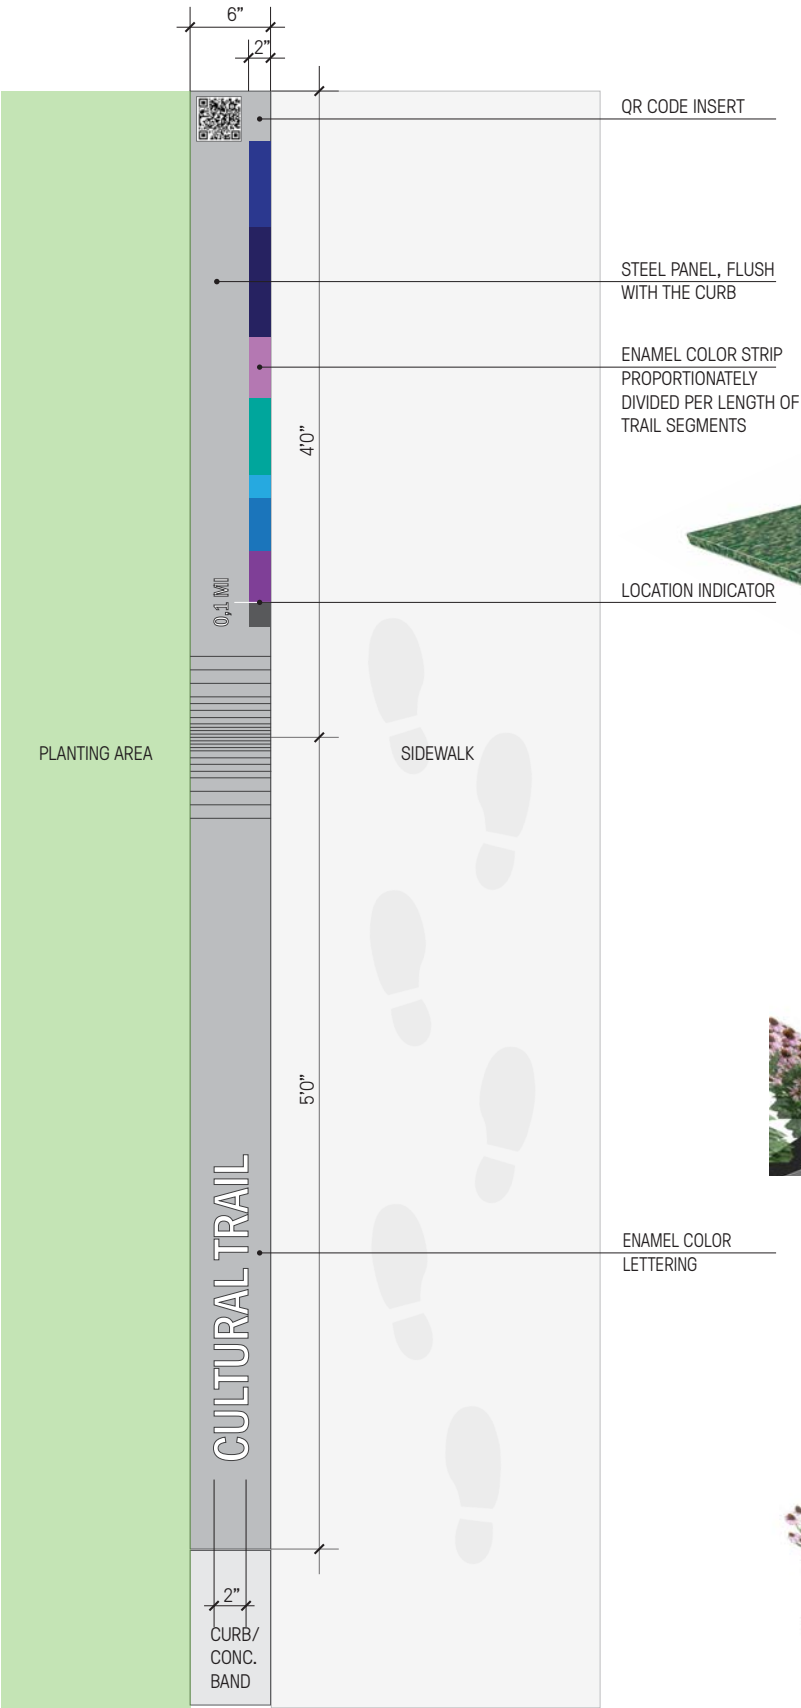 6”
2”
QR CODE INSERT
STEEL PANEL, FLUSH
WITH THE CURB
ENAMEL COLOR STRIP
PROPORTIONATELY
DIVIDED PER LENGTH OF
TRAIL SEGMENTS
4’0”
0,1 MI
LOCATION INDICATOR
PLANTING AREA
SIDEWALK
5’0”
CULTURAL TRAIL
ENAMEL COLOR
LETTERING
2”
CURB/
CONC.
BAND